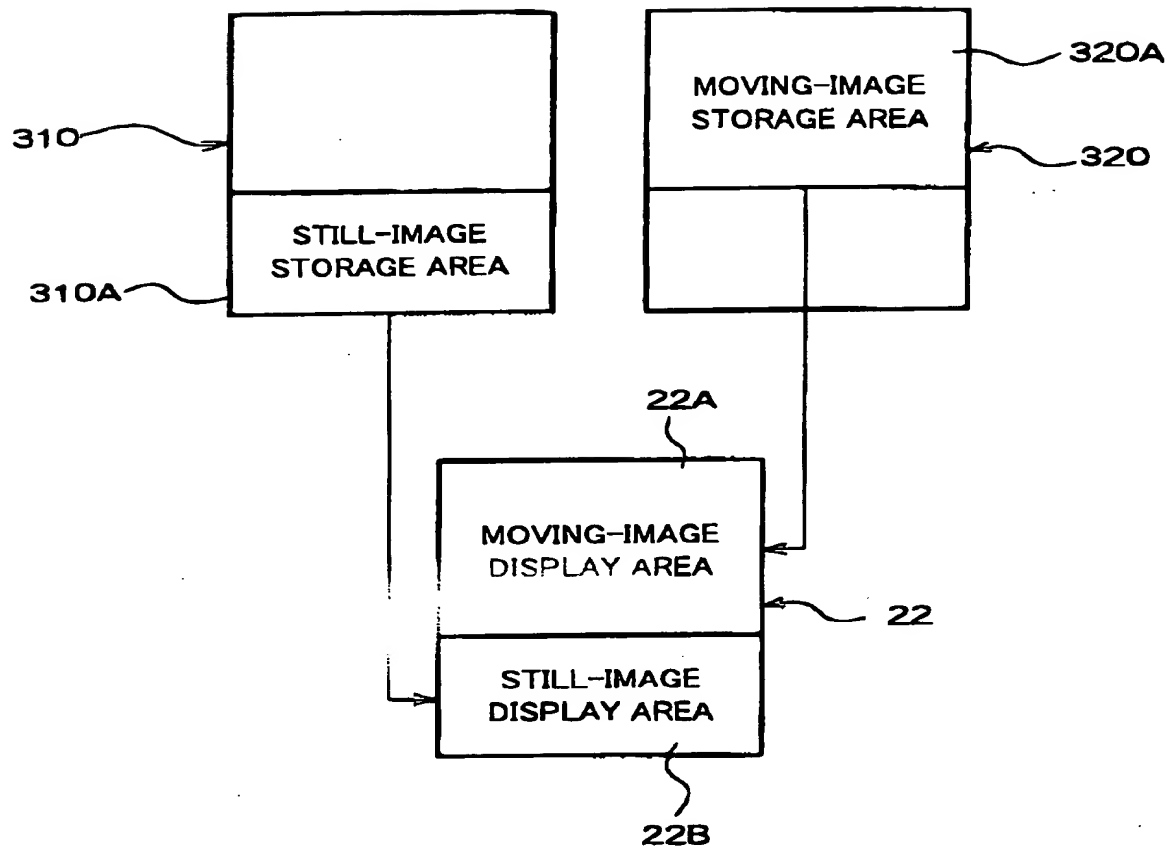 320A
MOVING-IMAGE
STORAGE AREA
310
320
STILL-IMAGE
STORAGE AREA
310A
22A
MOVING-IMAGE
DISPLAY AREA
22
STILL-IMAGE
DISPLAY AREA
22B